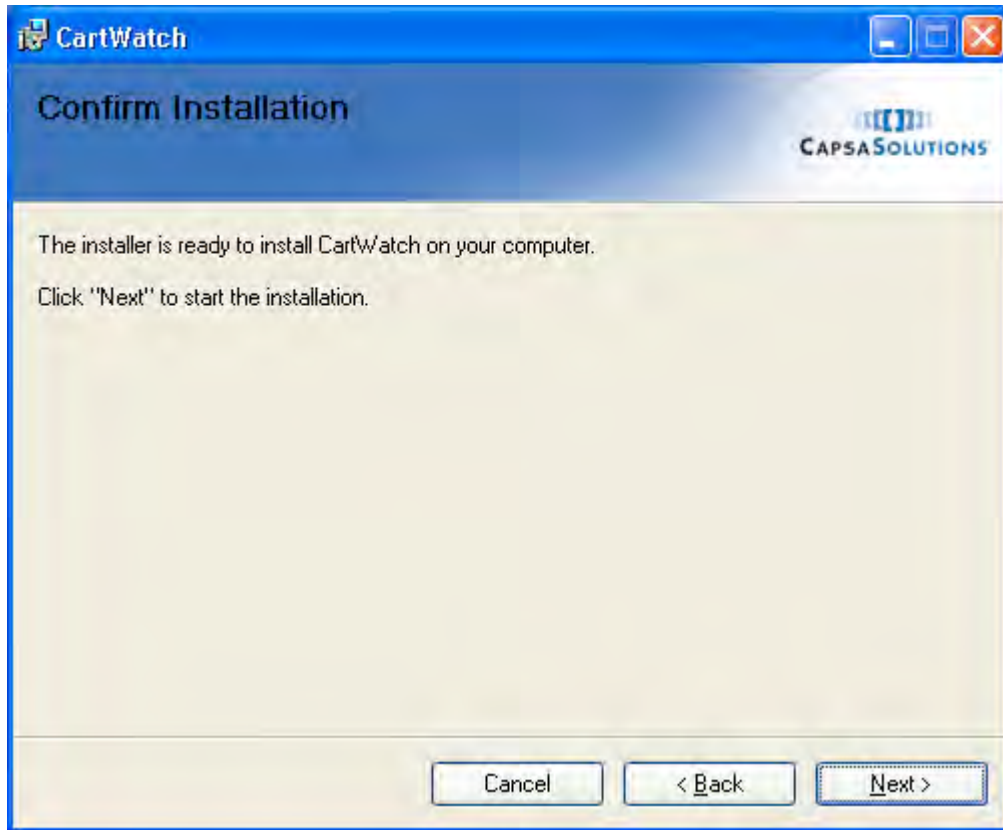 CartWatch
Confirm Installation
CAPSASOLUTIONS
The installer is ready to install CartWatch on your computer.
Click "Next" to start the installation.
Cancel
< Back
Next >